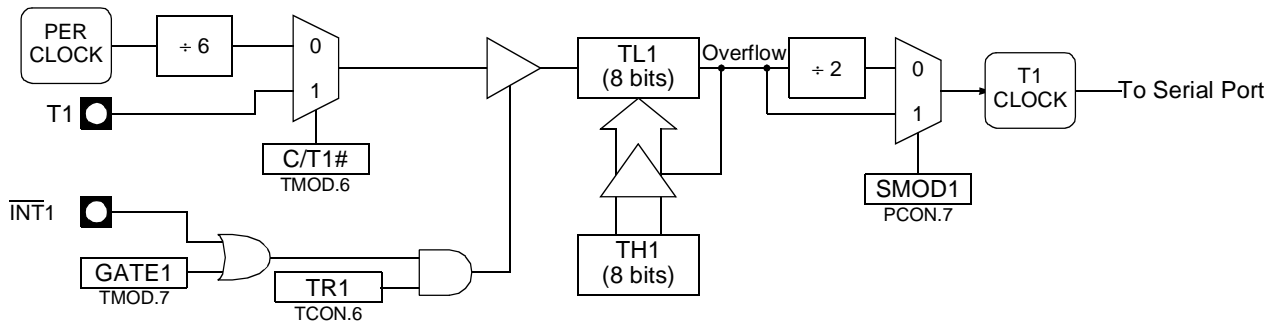 PER
CLOCK
÷ 6
0
1
T1
C/T1#
TMOD.6
INT1
GATE1
TMOD.7
TR1
TCON.6
TL1
(8 bits)
Overflow
TH1
(8 bits)
÷ 2
0
1
SMOD1
PCON.7
T1
CLOCK
To Serial Port